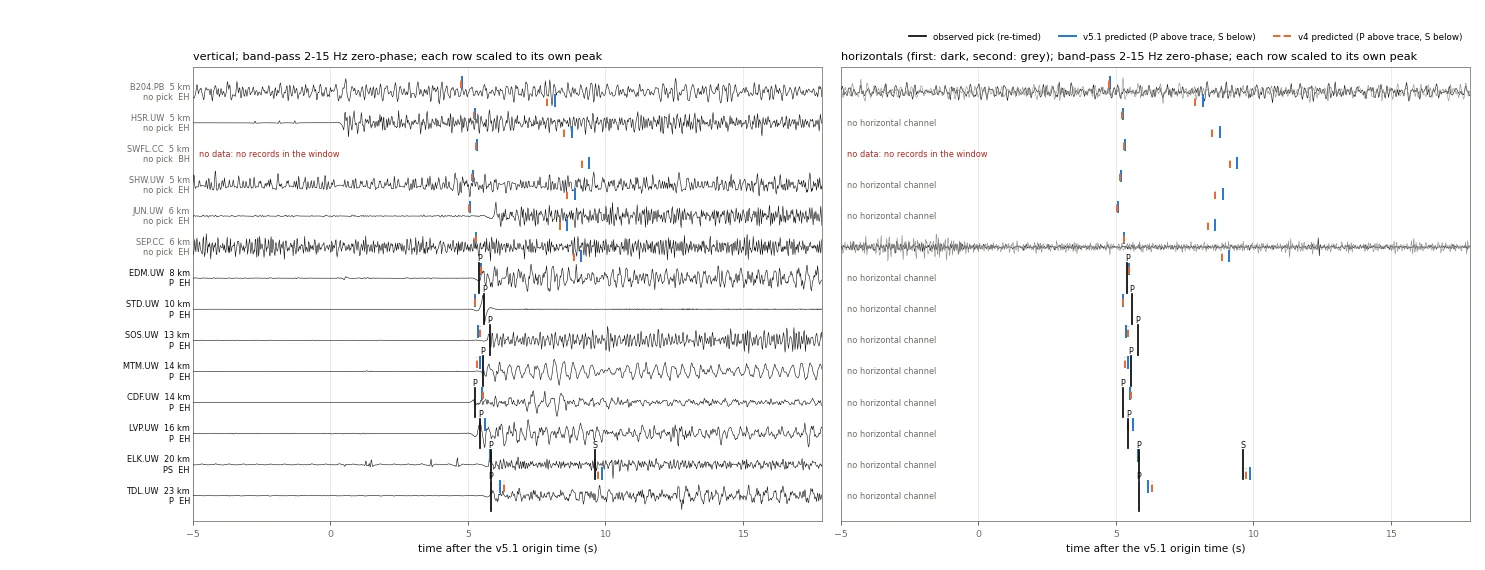 observed pick (re-timed)   v5.1 predicted (P above trace, S below)   v4 predicted (P above trace, S below)
vertical; band-pass 2-15 Hz zero-phase; each row scaled to its own peak
horizontals (first: dark, second: grey); band-pass 2-15 Hz zero-phase; each row scaled to its own peak
B204.PB 5 km
no pick EH
HSR.UW 5 km
no pick EH
no horizontal channel
SWFL.CC 5 km
no pick BH
no data: no records in the window
no data: no records in the window
SHW.UW 5 km
no pick EH
no horizontal channel
JUN.UW 6 km
no pick EH
no horizontal channel
SEP.CC 6 km
no pick EH
P
P
EDM.UW 8 km
P EH
no horizontal channel
P
P
STD.UW 10 km
P EH
no horizontal channel
P
P
SOS.UW 13 km
P EH
no horizontal channel
P
P
MTM.UW 14 km
P EH
no horizontal channel
P
P
CDF.UW 14 km
P EH
no horizontal channel
P
P
LVP.UW 16 km
P EH
no horizontal channel
P S
P S
ELK.UW 20 km
PS EH
no horizontal channel
P
P
TDL.UW 23 km
P EH
no horizontal channel
−5 0 5 10 15
−5 0 5 10 15
time after the v5.1 origin time (s)
time after the v5.1 origin time (s)